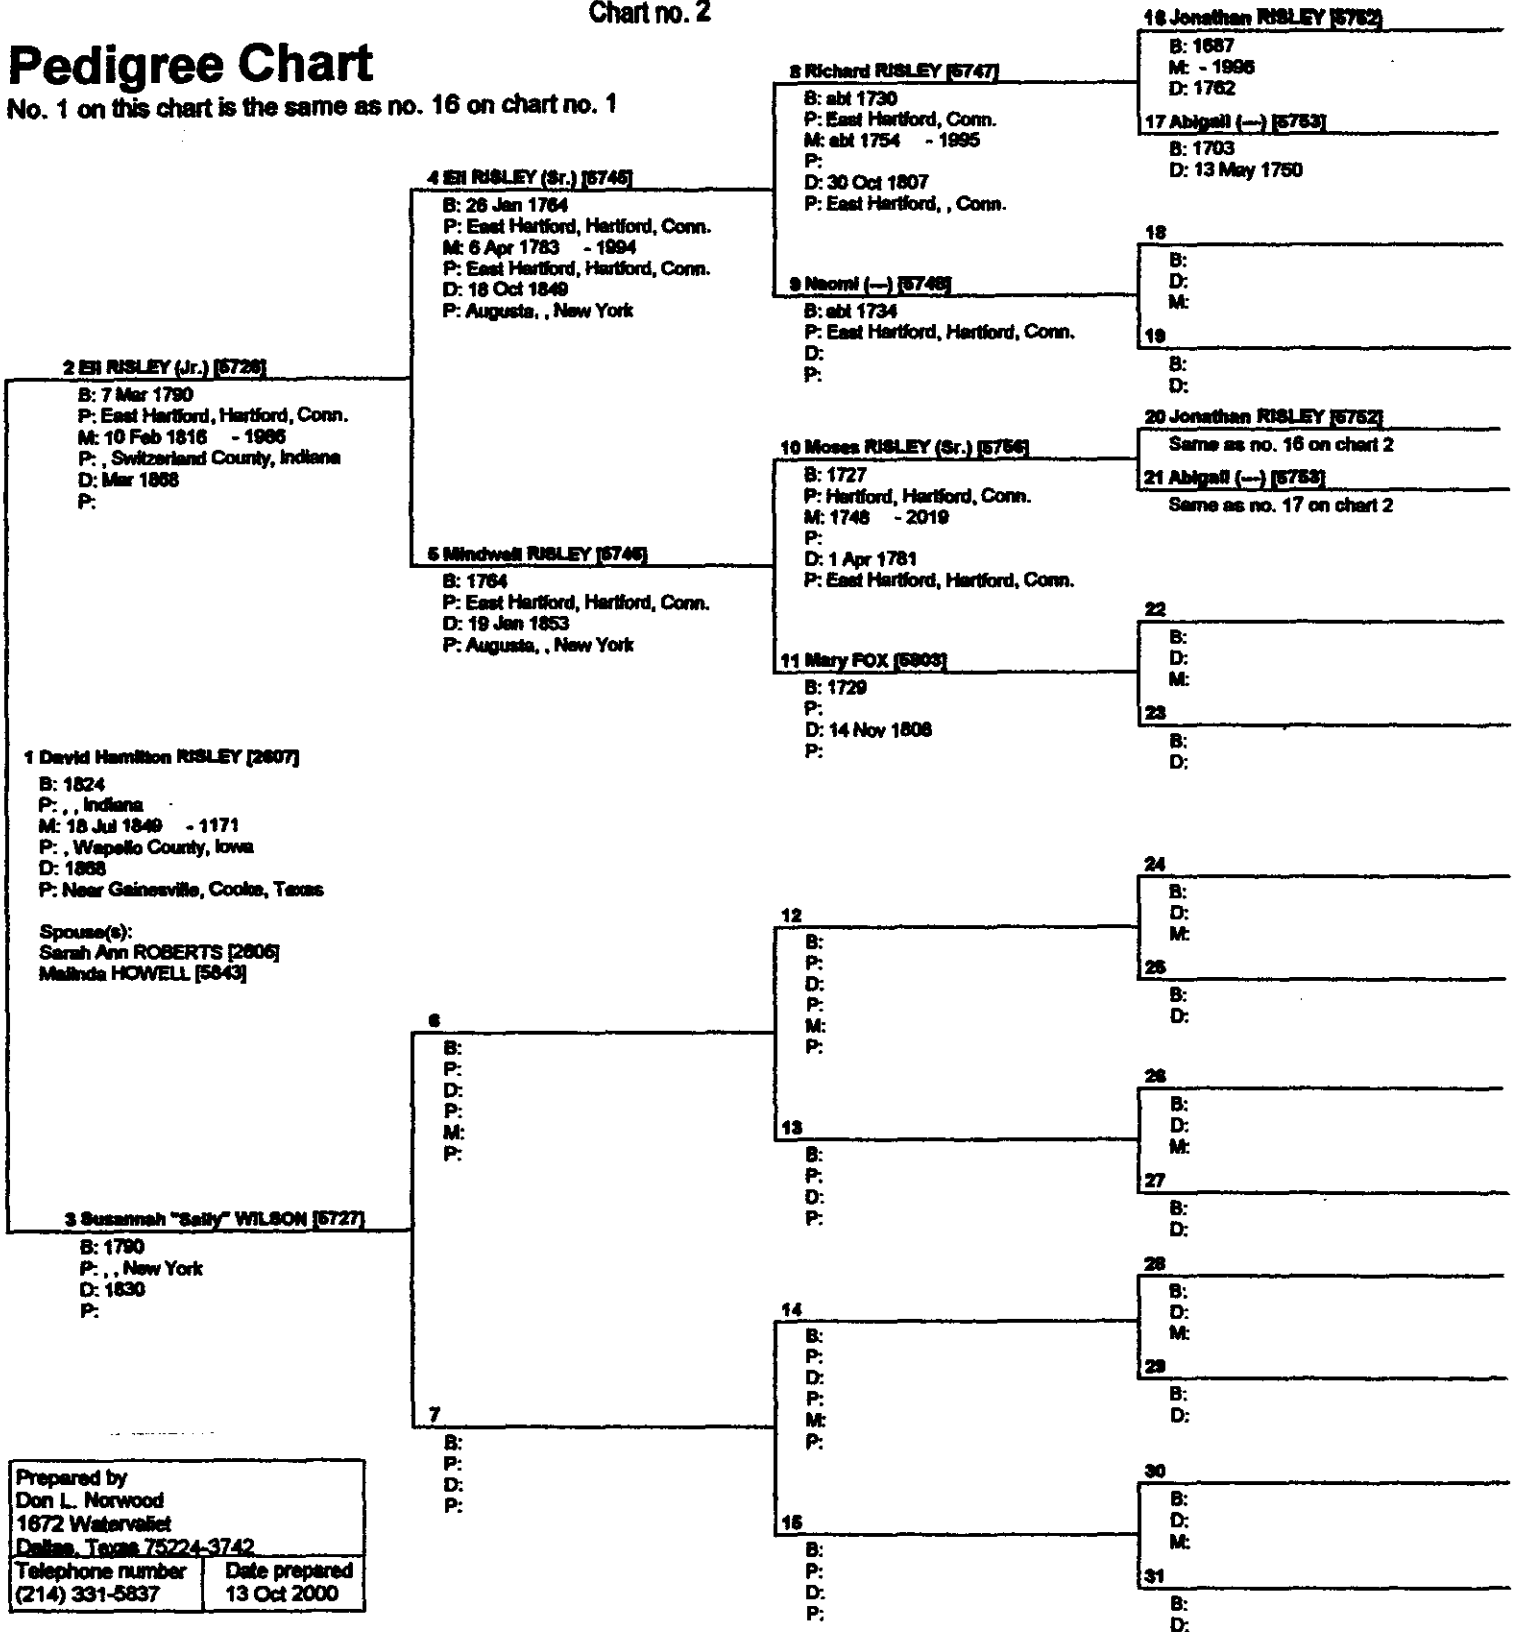 Chart no. 2
Pedigree Chart
No. 1 on this chart is the same as no. 16 on chart no. 1
1 David Hamilton RISLEY [2607]
B: 1824
P: , , Indiana
M: 18 Jul 1849 - 1171
P: , Wapello County, Iowa
D: 1868
P: Near Gainesville, Cooke, Texas
Spouse(s):
Sarah Ann ROBERTS [2606]
Malinda HOWELL [5843]
2 Eli RISLEY (Jr.) [5726]
B: 7 Mar 1790
P: East Hartford, Hartford, Conn.
M: 10 Feb 1816 - 1986
P: , Switzerland County, Indiana
D: Mar 1868
P:
3 Susannah "Sally" WILSON [5727]
B: 1790
P: , , New York
D: 1830
P:
4 Eli RISLEY (Sr.) [5745]
B: 26 Jan 1764
P: East Hartford, Hartford, Conn.
M: 6 Apr 1783 - 1994
P: East Hartford, Hartford, Conn.
D: 18 Oct 1849
P: Augusta, , New York
5 Mindwell RISLEY [5746]
B: 1764
P: East Hartford, Hartford, Conn.
D: 19 Jan 1853
P: Augusta, , New York
6
B:
P:
D:
P:
M:
P:
7
B:
P:
D:
P:
8 Richard RISLEY [5747]
B: abt 1730
P: East Hartford, Conn.
M: abt 1754 - 1995
P:
D: 30 Oct 1807
P: East Hartford, , Conn.
9 Naomi (---) [5748]
B: abt 1734
P: East Hartford, Hartford, Conn.
D:
P:
10 Moses RISLEY (Sr.) [5756]
B: 1727
P: Hartford, Hartford, Conn.
M: 1748 - 2019
P:
D: 1 Apr 1781
P: East Hartford, Hartford, Conn.
11 Mary FOX [5803]
B: 1729
P:
D: 14 Nov 1808
P:
12
B:
P:
D:
P:
M:
P:
13
B:
P:
D:
P:
14
B:
P:
D:
P:
M:
P:
15
B:
P:
D:
P:
16 Jonathan RISLEY [5752]
B: 1687
M: - 1996
D: 1762
17 Abigail (---) [5753]
B: 1703
D: 13 May 1750
18
B:
D:
M:
19
B:
D:
20 Jonathan RISLEY [5752]
Same as no. 16 on chart 2
21 Abigail (---) [5753]
Same as no. 17 on chart 2
22
B:
D:
M:
23
B:
D:
24
B:
D:
M:
25
B:
D:
26
B:
D:
M:
27
B:
D:
28
B:
D:
M:
29
B:
D:
30
B:
D:
M:
31
B:
D:
Prepared by
Don L. Norwood
1672 Watervaliet
Dallas, Texas 75224-3742
Telephone number
(214) 331-5837
Date prepared
13 Oct 2000